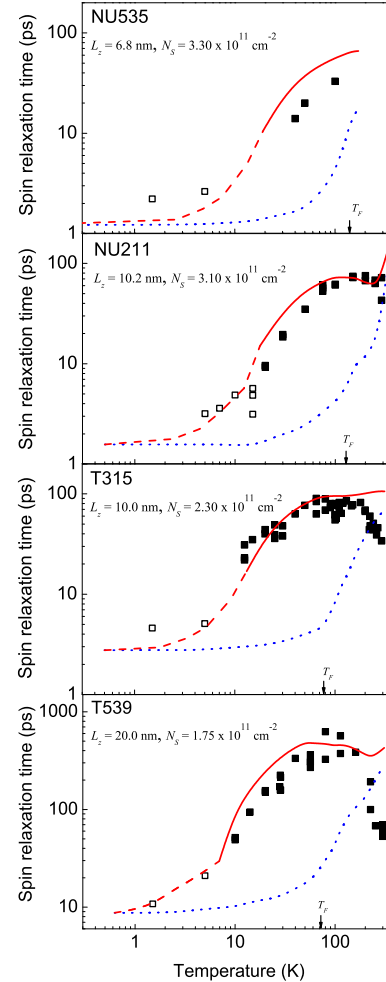 NU535
L_z = 6.8 nm, N_S = 3.30 x 10^11 cm^-2
Spin relaxation time (ps)
100
10
1
T_F
NU211
L_z = 10.2 nm, N_S = 3.10 x 10^11 cm^-2
Spin relaxation time (ps)
100
10
1
T_F
T315
L_z = 10.0 nm, N_S = 2.30 x 10^11 cm^-2
Spin relaxation time (ps)
100
10
1
T_F
T539
L_z = 20.0 nm, N_S = 1.75 x 10^11 cm^-2
Spin relaxation time (ps)
1000
100
10
T_F
1 10 100
Temperature (K)